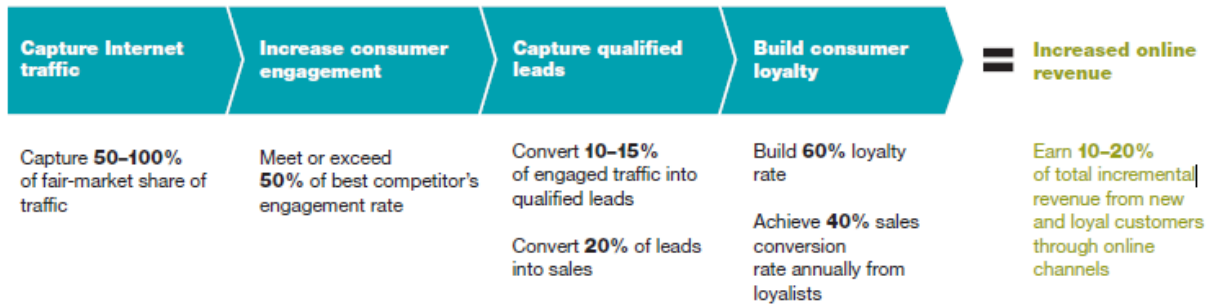 Capture Internet
traffic
Increase consumer
engagement
Capture qualified
leads
Build consumer
loyalty
=
Increased online
revenue
Capture 50–100%
of fair-market share of
traffic
Meet or exceed
50% of best competitor's
engagement rate
Convert 10–15%
of engaged traffic into
qualified leads
Convert 20% of leads
into sales
Build 60% loyalty
rate
Achieve 40% sales
conversion
rate annually from
loyalists
Earn 10–20%
of total incremental
revenue from new
and loyal customers
through online
channels